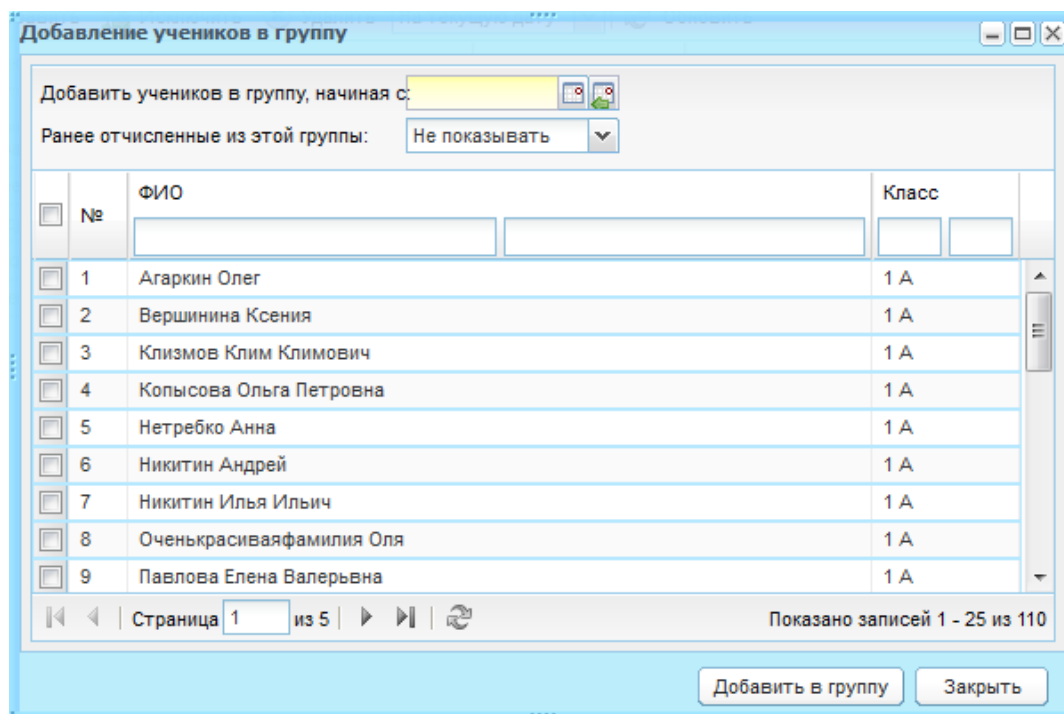 Добавление учеников в группу
Добавить учеников в группу, начиная с:
Ранее отчисленные из этой группы: Не показывать
№ ФИО Класс
1 Агаркин Олег 1 А
2 Вершинина Ксения 1 А
3 Клизмов Клим Климович 1 А
4 Копысова Ольга Петровна 1 А
5 Нетребко Анна 1 А
6 Никитин Андрей 1 А
7 Никитин Илья Ильич 1 А
8 Оченькрасиваяфамилия Оля 1 А
9 Павлова Елена Валерьвна 1 А
Страница 1 из 5 Показано записей 1 - 25 из 110
Добавить в группу Закрыть